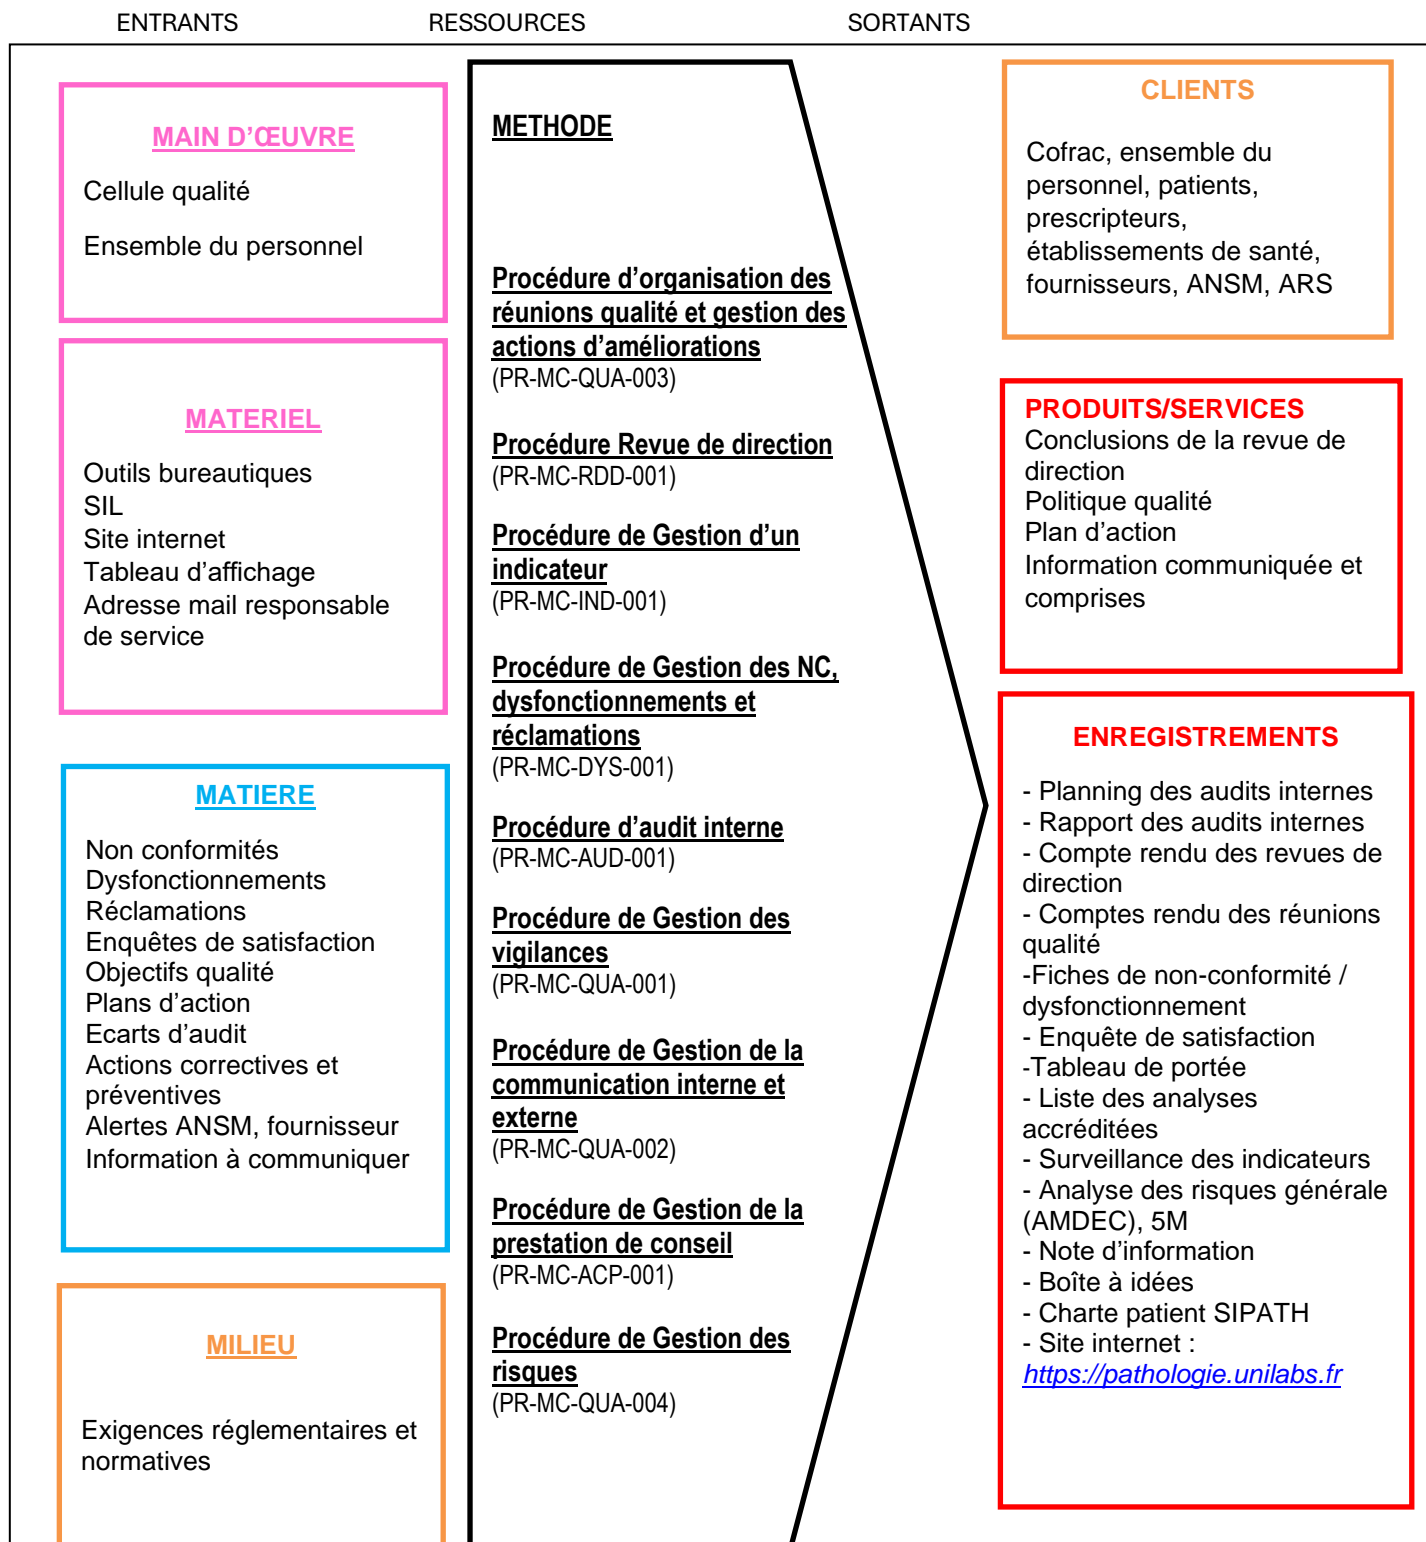 ENTRANTS
RESSOURCES
SORTANTS
MAIN D’ŒUVRE
Cellule qualité
Ensemble du personnel
MATERIEL
Outils bureautiques
SIL
Site internet
Tableau d’affichage
Adresse mail responsable
de service
MATIERE
Non conformités
Dysfonctionnements
Réclamations
Enquêtes de satisfaction
Objectifs qualité
Plans d’action
Ecarts d’audit
Actions correctives et
préventives
Alertes ANSM, fournisseur
Information à communiquer
MILIEU
Exigences réglementaires et
normatives
METHODE
Procédure d’organisation des
réunions qualité et gestion des
actions d’améliorations
(PR-MC-QUA-003)
Procédure Revue de direction
(PR-MC-RDD-001)
Procédure de Gestion d’un
indicateur
(PR-MC-IND-001)
Procédure de Gestion des NC,
dysfonctionnements et
réclamations
(PR-MC-DYS-001)
Procédure d’audit interne
(PR-MC-AUD-001)
Procédure de Gestion des
vigilances
(PR-MC-QUA-001)
Procédure de Gestion de la
communication interne et
externe
(PR-MC-QUA-002)
Procédure de Gestion de la
prestation de conseil
(PR-MC-ACP-001)
Procédure de Gestion des
risques
(PR-MC-QUA-004)
CLIENTS
Cofrac, ensemble du
personnel, patients,
prescripteurs,
établissements de santé,
fournisseurs, ANSM, ARS
PRODUITS/SERVICES
Conclusions de la revue de
direction
Politique qualité
Plan d’action
Information communiquée et
comprises
ENREGISTREMENTS
- Planning des audits internes
- Rapport des audits internes
- Compte rendu des revues de
direction
- Comptes rendu des réunions
qualité
-Fiches de non-conformité /
dysfonctionnement
- Enquête de satisfaction
-Tableau de portée
- Liste des analyses
accréditées
- Surveillance des indicateurs
- Analyse des risques générale
(AMDEC), 5M
- Note d’information
- Boîte à idées
- Charte patient SIPATH
- Site internet :
https://pathologie.unilabs.fr